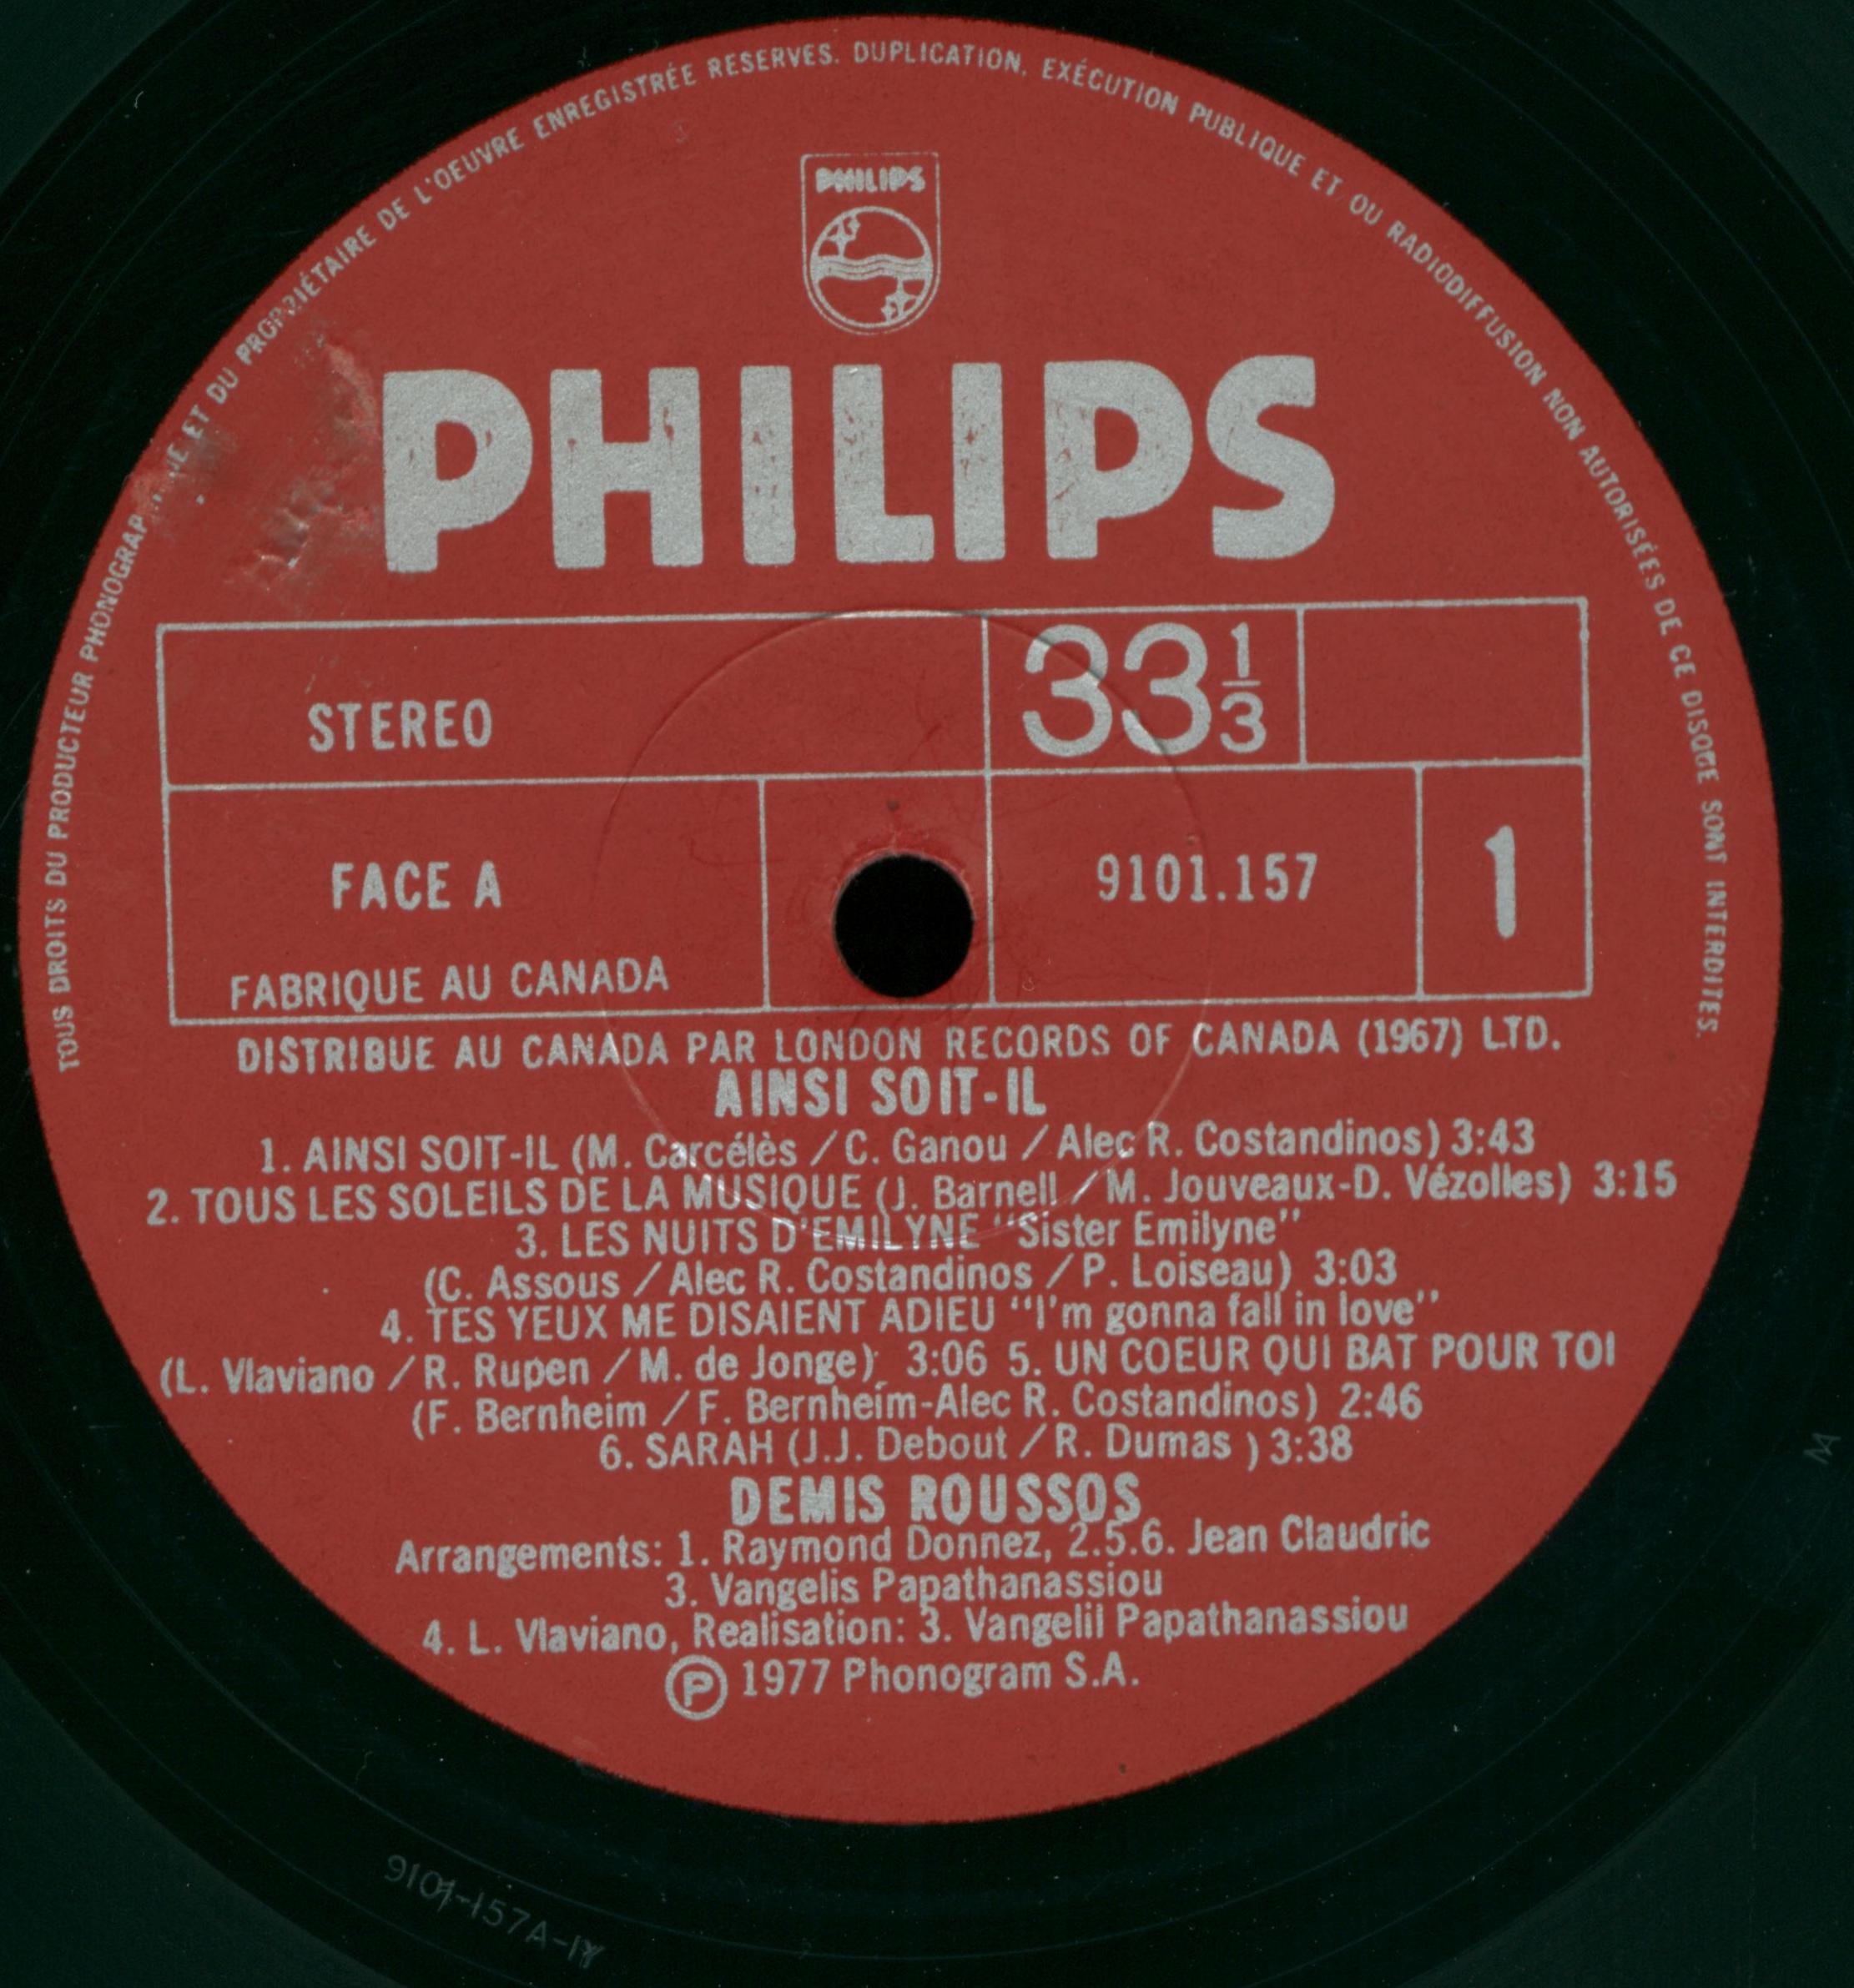 TOUS DROITS DU PRODUCTEUR PHONOGRAP ET DU PROPRIÉTAIRE DE L'OEUVRE ENREGISTRÉE RESERVES. DUPLICATION, EXÉCUTION PUBLIQUE ET OU RADIODIFFUSION NON AUTORISÉES DE CE DISQUE SONT INTERDITES.
PHILIPS
PHILIPS
STEREO
33 1/3
FACE A
9101.157
1
FABRIQUE AU CANADA
DISTRIBUE AU CANADA PAR LONDON RECORDS OF CANADA (1967) LTD.
AINSI SOIT-IL
1. AINSI SOIT-IL (M. Carcélès / C. Ganou / Alec R. Costandinos) 3:43
2. TOUS LES SOLEILS DE LA MUSIQUE (J. Barnell / M. Jouveaux-D. Vézolles) 3:15
3. LES NUITS D'EMILYNE "Sister Emilyne"
(C. Assous / Alec R. Costandinos / P. Loiseau) 3:03
4. TES YEUX ME DISAIENT ADIEU "I'm gonna fall in love"
(L. Vlaviano / R. Rupen / M. de Jonge) 3:06 5. UN COEUR QUI BAT POUR TOI
(F. Bernheim / F. Bernheim-Alec R. Costandinos) 2:46
6. SARAH (J.J. Debout / R. Dumas ) 3:38
DEMIS ROUSSOS
Arrangements: 1. Raymond Donnez, 2.5.6. Jean Claudric
3. Vangelis Papathanassiou
4. L. Vlaviano, Realisation: 3. Vangelil Papathanassiou
Ⓟ 1977 Phonogram S.A.
M